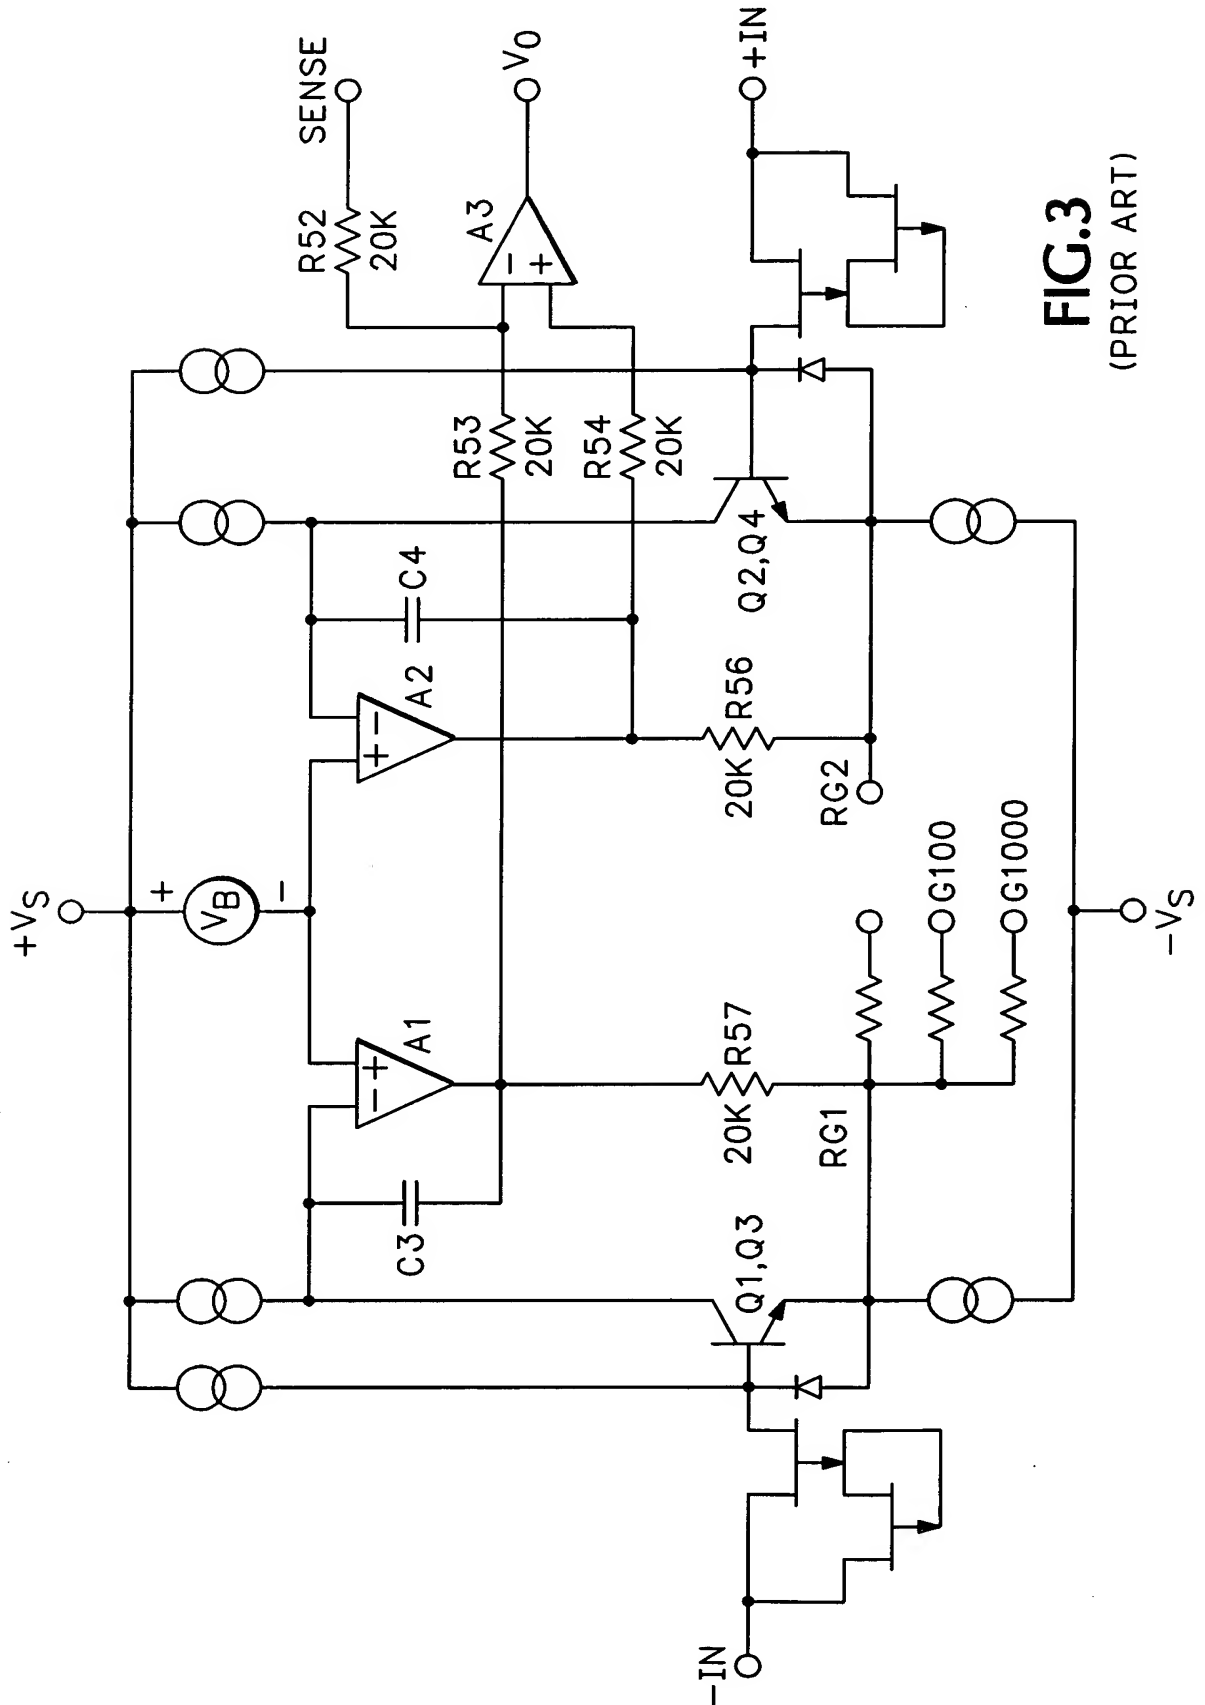 +VS
+
VB
-
-IN
+IN
C3
A1
-
+
A2
+
-
C4
R53
20K
R54
20K
R52
20K
SENSE
A3
-
+
VO
Q1,Q3
20K
R57
RG1
20K
R56
RG2
G100
G1000
Q2,Q4
-VS
FIG.3
(PRIOR ART)